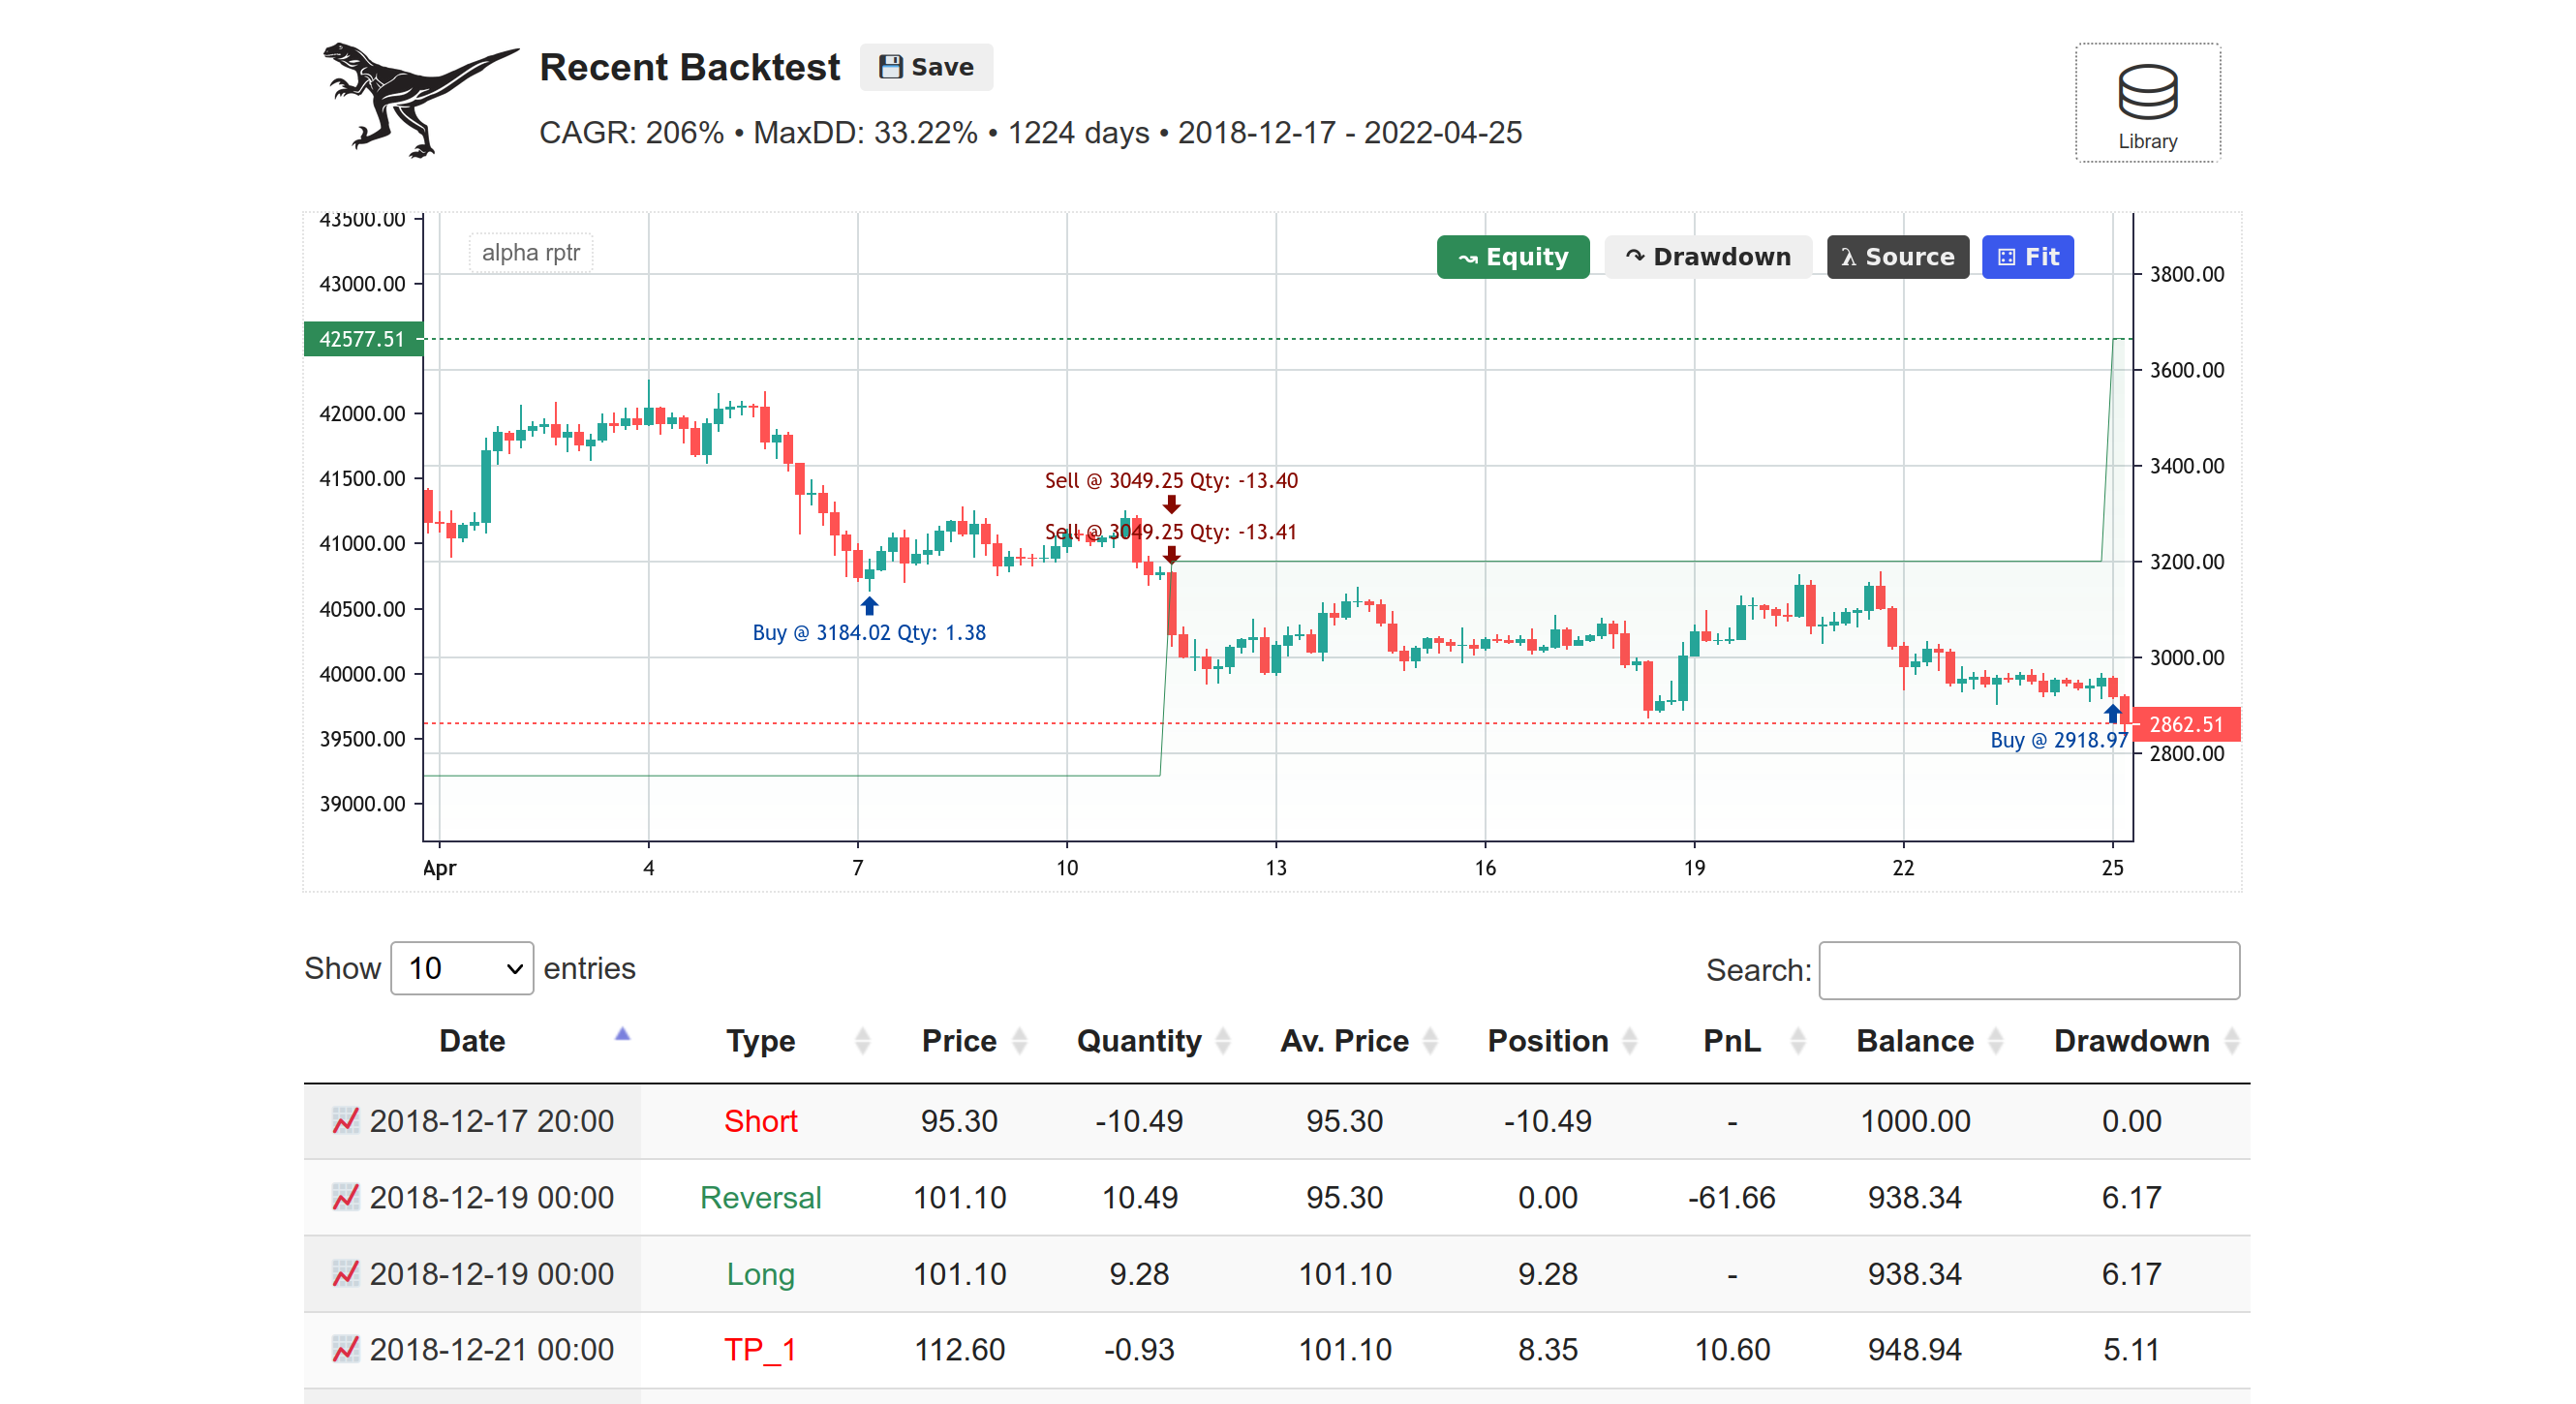 Recent Backtest
💾 Save
CAGR: 206% • MaxDD: 33.22% • 1224 days • 2018-12-17 - 2022-04-25
Library
alpha rptr
↝ Equity
↷ Drawdown
λ Source
⚃ Fit
43500.00
43000.00
42577.51
42000.00
41500.00
41000.00
40500.00
40000.00
39500.00
39000.00
Sell @ 3049.25 Qty: -13.40
Sell @ 3049.25 Qty: -13.41
Buy @ 3184.02 Qty: 1.38
Buy @ 2918.97
3800.00
3600.00
3400.00
3200.00
3000.00
2862.51
2800.00
Apr 4 7 10 13 16 19 22 25
Show 10 entries
Search:
Date Type Price Quantity Av. Price Position PnL Balance Drawdown
2018-12-17 20:00 Short 95.30 -10.49 95.30 -10.49 - 1000.00 0.00
2018-12-19 00:00 Reversal 101.10 10.49 95.30 0.00 -61.66 938.34 6.17
2018-12-19 00:00 Long 101.10 9.28 101.10 9.28 - 938.34 6.17
2018-12-21 00:00 TP_1 112.60 -0.93 101.10 8.35 10.60 948.94 5.11